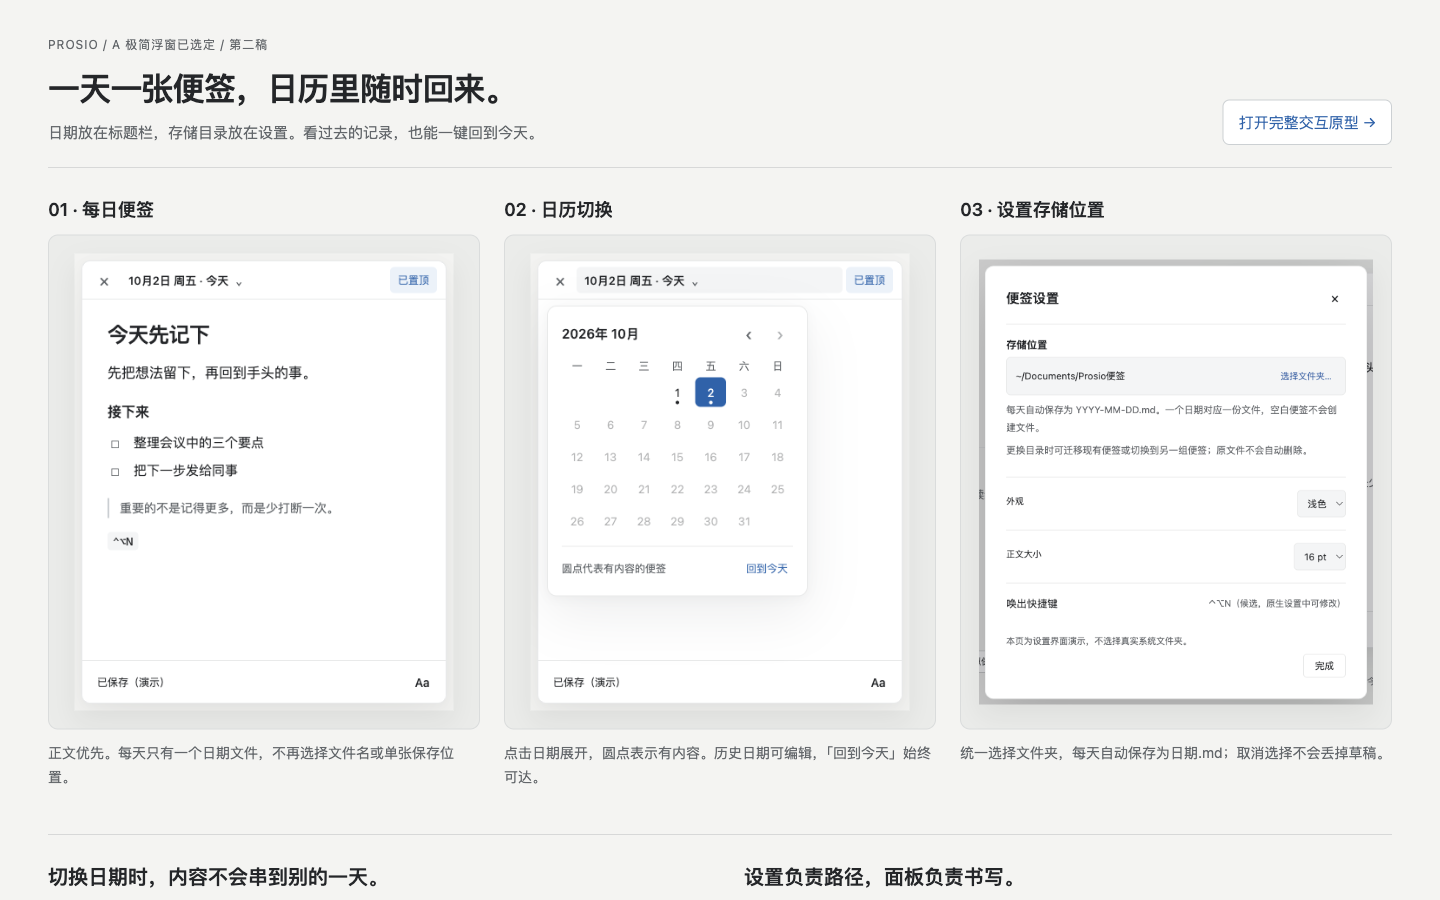 PROSIO / A 极简浮窗已选定 / 第二稿
一天一张便签，日历里随时回来。
日期放在标题栏，存储目录放在设置。看过去的记录，也能一键回到今天。
打开完整交互原型 →
01 · 每日便签
× 10月2日 周五 · 今天 ⌄ 已置顶
今天先记下
先把想法留下，再回到手头的事。
接下来
□ 整理会议中的三个要点
□ 把下一步发给同事
重要的不是记得更多，而是少打断一次。
^⌥N
已保存（演示） Aa
正文优先。每天只有一个日期文件，不再选择文件名或单张保存位
置。
02 · 日历切换
× 10月2日 周五 · 今天 ⌄ 已置顶
2026年 10月 ‹ ›
一 二 三 四 五 六 日
1 2 3 4
5 6 7 8 9 10 11
12 13 14 15 16 17 18
19 20 21 22 23 24 25
26 27 28 29 30 31
圆点代表有内容的便签 回到今天
已保存（演示） Aa
点击日期展开，圆点表示有内容。历史日期可编辑，「回到今天」始终
可达。
03 · 设置存储位置
便签设置 ×
存储位置
~/Documents/Prosio便签 选择文件夹...
每天自动保存为 YYYY-MM-DD.md。一个日期对应一份文件，空白便签不会创
建文件。
更换目录时可迁移现有便签或切换到另一组便签；原文件不会自动删除。
外观 浅色
正文大小 16 pt
唤出快捷键 ^⌥N（候选，原生设置中可修改）
本页为设置界面演示，不选择真实系统文件夹。
完成
统一选择文件夹，每天自动保存为日期.md；取消选择不会丢掉草稿。
切换日期时，内容不会串到别的一天。
设置负责路径，面板负责书写。